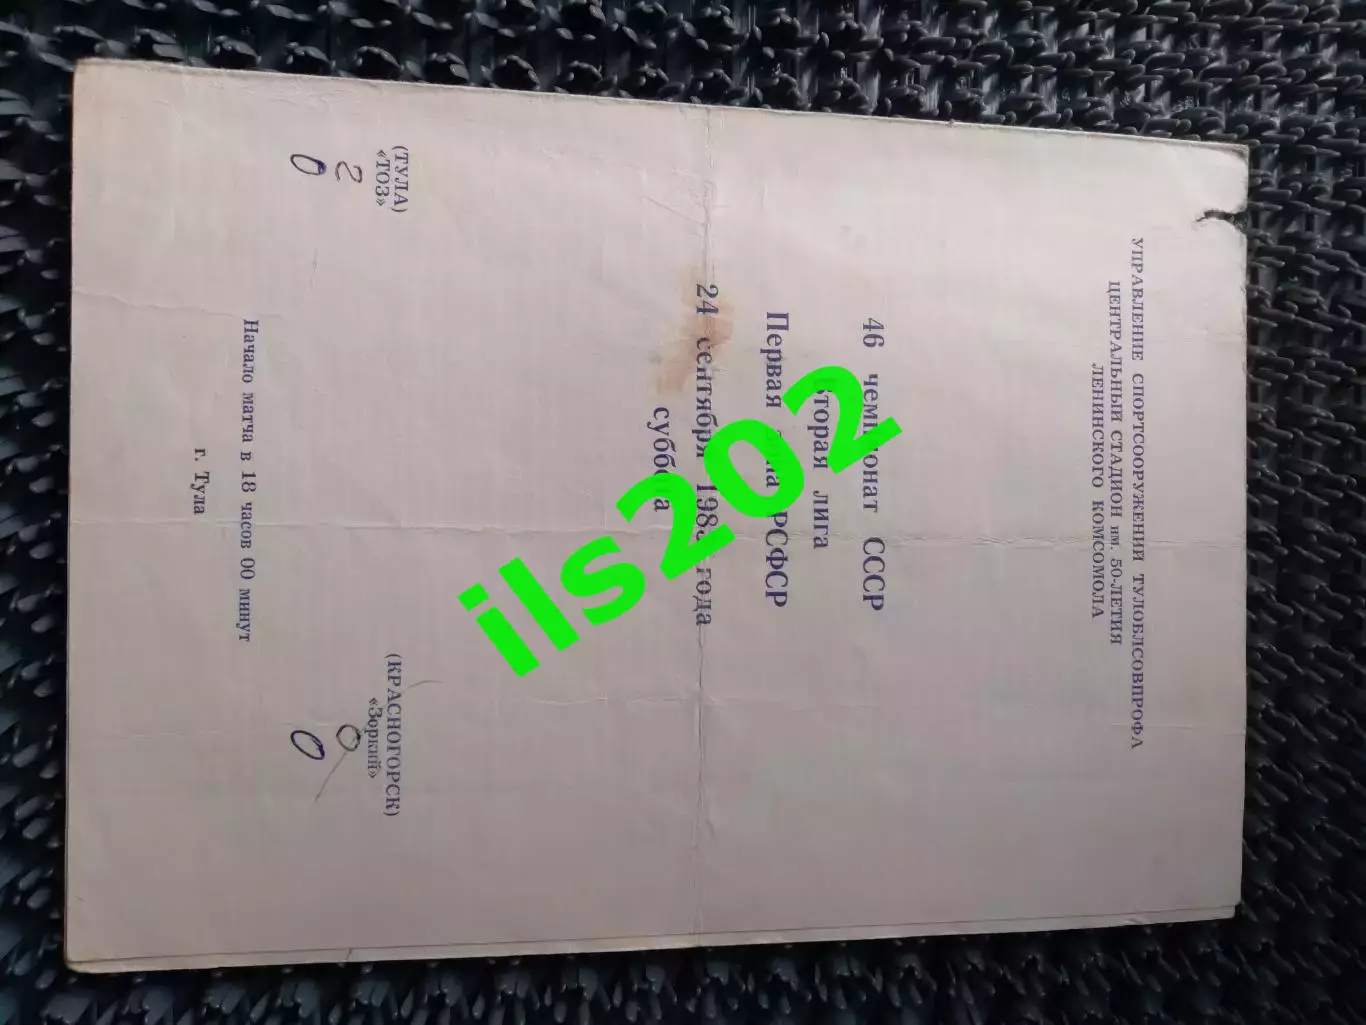 УПРАВЛЕНИЕ СПОРТСООРУЖЕНИЙ ТУЛОБЛСОВПРОФА
ЦЕНТРАЛЬНЫЙ СТАДИОН им. 50-ЛЕТИЯ
ЛЕНИНСКОГО КОМСОМОЛА
46 чемпионат СССР
Вторая лига
Первая зона РСФСР
24 сентября года
суббота
«ТОЗ»
(ТУЛА)
2
0
«Зоркий»
(КРАСНОГОРСК)
0
0
Начало матча в 18 часов 00 минут
г. Тула
ils202